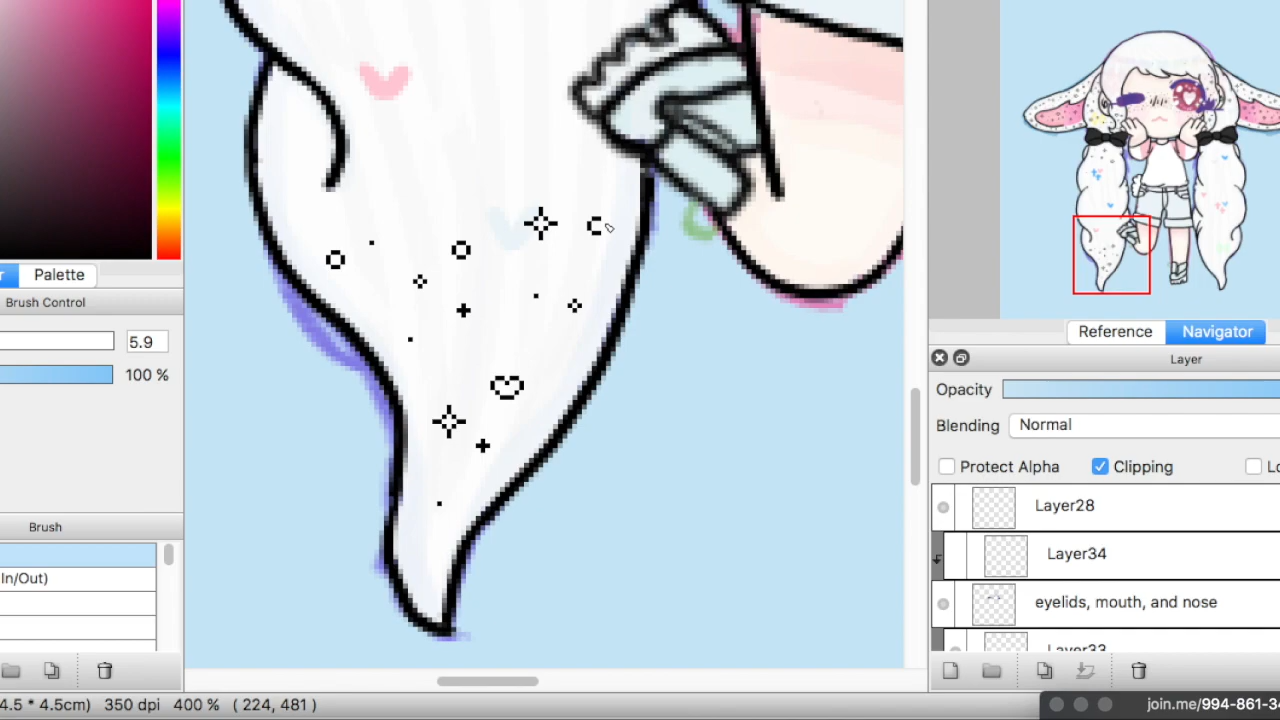 Palette
Brush Control
5.9
100 %
Brush
In/Out)
4.5 * 4.5cm) 350 dpi 400 % ( 224, 481 )
Reference
Navigator
Layer
Opacity
Blending Normal
Protect Alpha Clipping
Layer28
Layer34
eyelids, mouth, and nose
Layer33
join.me/994-861-3